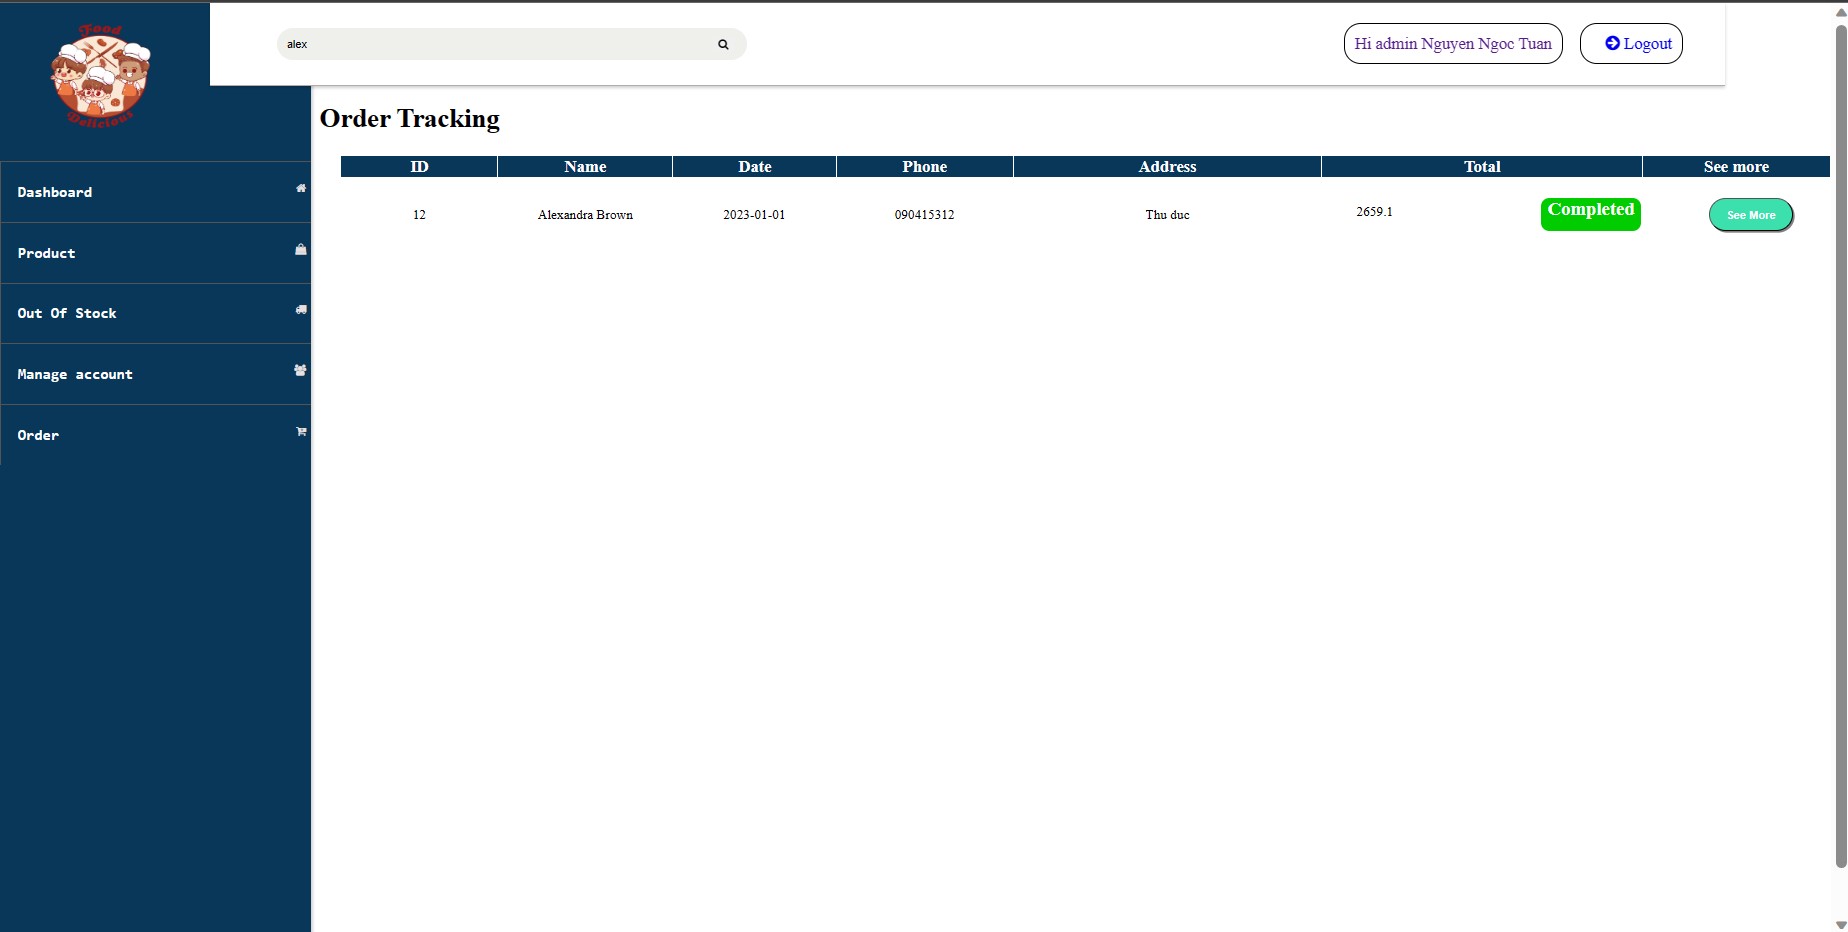 Food
Delicious
alex
Hi admin Nguyen Ngoc Tuan
Logout
Dashboard
Product
Out Of Stock
Manage account
Order
Order Tracking
ID Name Date Phone Address Total See more
12 Alexandra Brown 2023-01-01 090415312 Thu duc 2659.1 Completed See More